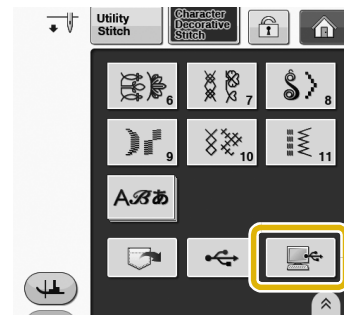 Utility
Stitch
Character
Decorative
Stitch
6
7
8
9
10
11
Aℬあ